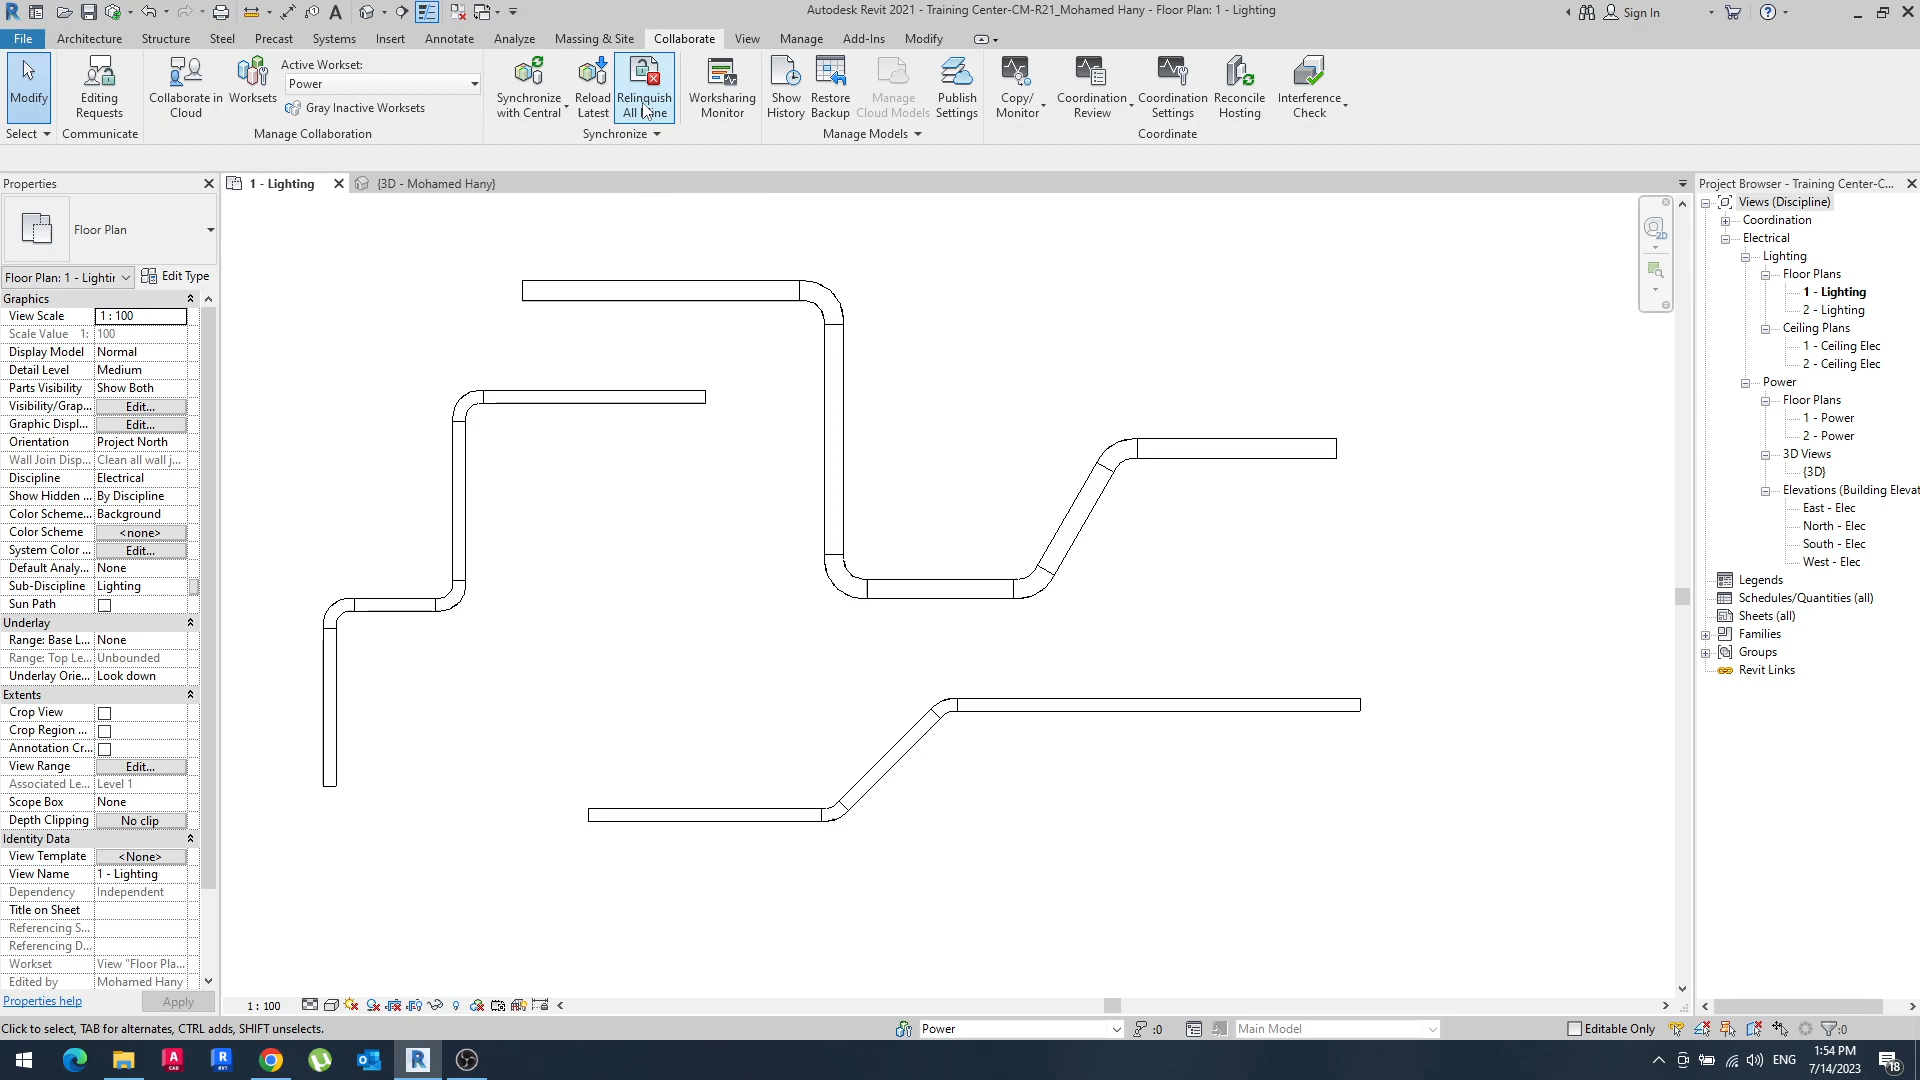 Autodesk Revit 2021 - Training Center-CM-R21_Mohamed Hany - Floor Plan: 1 - Lighting
Sign In
File Architecture Structure Steel Precast Systems Insert Annotate Analyze Massing & Site Collaborate View Manage Add-Ins Modify
Modify
Editing Requests
Collaborate in Cloud
Worksets
Active Workset:
Power
Gray Inactive Worksets
Synchronize with Central
Reload Latest
Relinquish All Mine
Worksharing Monitor
Show History
Restore Backup
Manage Cloud Models
Publish Settings
Copy/ Monitor
Coordination Review
Coordination Settings
Reconcile Hosting
Interference Check
Select Communicate Manage Collaboration Synchronize Manage Models Coordinate
Properties
1 - Lighting
{3D - Mohamed Hany}
Project Browser - Training Center-C...
Floor Plan
Floor Plan: 1 - Lightir
Edit Type
Graphics
View Scale 1 : 100
Scale Value 1: 100
Display Model Normal
Detail Level Medium
Parts Visibility Show Both
Visibility/Grap... Edit...
Graphic Displ... Edit...
Orientation Project North
Wall Join Disp... Clean all wall j...
Discipline Electrical
Show Hidden ... By Discipline
Color Scheme... Background
Color Scheme <none>
System Color ... Edit...
Default Analy... None
Sub-Discipline Lighting
Sun Path
Underlay
Range: Base L... None
Range: Top Le... Unbounded
Underlay Orie... Look down
Extents
Crop View
Crop Region ...
Annotation Cr...
View Range Edit...
Associated Le... Level 1
Scope Box None
Depth Clipping No clip
Identity Data
View Template <None>
View Name 1 - Lighting
Dependency Independent
Title on Sheet
Referencing S...
Referencing D...
Workset View "Floor Pla...
Edited by Mohamed Hany
Properties help
Apply
2D
Views (Discipline)
Coordination
Electrical
Lighting
Floor Plans
1 - Lighting
2 - Lighting
Ceiling Plans
1 - Ceiling Elec
2 - Ceiling Elec
Power
Floor Plans
1 - Power
2 - Power
3D Views
{3D}
Elevations (Building Elevat
East - Elec
North - Elec
South - Elec
West - Elec
Legends
Schedules/Quantities (all)
Sheets (all)
Families
Groups
Revit Links
1 : 100
Click to select, TAB for alternates, CTRL adds, SHIFT unselects.
Power
:0
Main Model
Editable Only
:0
ENG
1:54 PM
7/14/2023
18